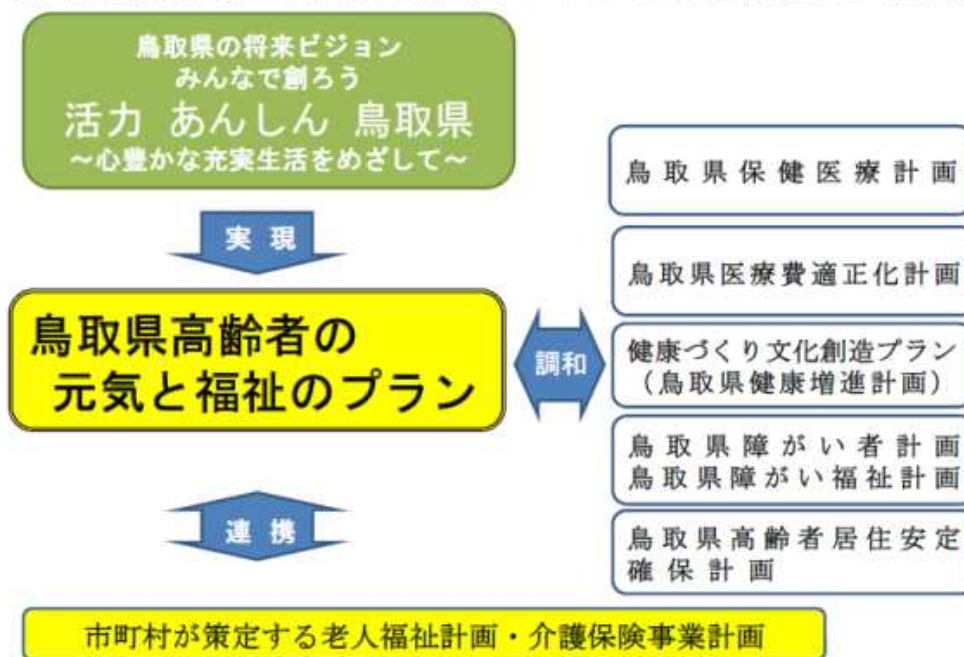 鳥取県の将来ビジョン
みんなで創ろう
活力 あんしん 鳥取県
～心豊かな充実生活をめざして～
実 現
鳥取県高齢者の
元気と福祉のプラン
調和
鳥 取 県 保 健 医 療 計 画
鳥取県医療費適正化計画
健康づくり文化創造プラン
（鳥取県健康増進計画）
鳥 取 県 障 が い 者 計 画
鳥取県障がい福祉計画
鳥取県高齢者居住安定
確 保 計 画
連 携
市町村が策定する老人福祉計画・介護保険事業計画